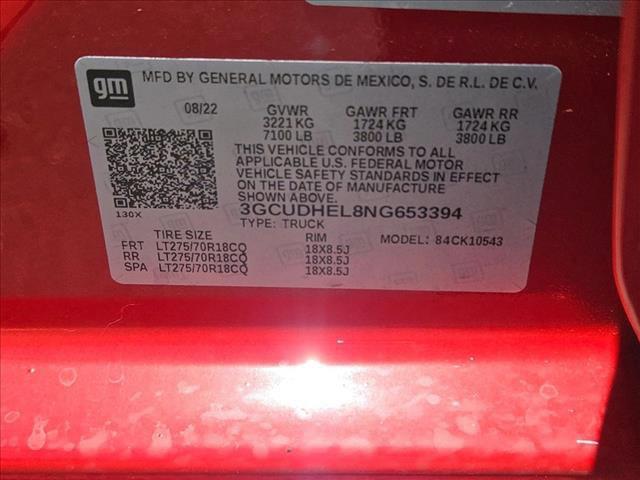 gm
MFD BY GENERAL MOTORS DE MEXICO, S. DE R.L. DE C.V.
08/22 GVWR GAWR FRT GAWR RR
3221 KG 1724 KG 1724 KG
7100 LB 3800 LB 3800 LB
THIS VEHICLE CONFORMS TO ALL
APPLICABLE U.S. FEDERAL MOTOR
VEHICLE SAFETY STANDARDS IN EFFECT
ON THE DATE OF MANUFACTURE
SHOWN ABOVE.
130X 3GCUDHEL8NG653394
TYPE: TRUCK
TIRE SIZE RIM MODEL: 84CK10543
FRT LT275/70R18CQ 18X8.5J
RR LT275/70R18CQ 18X8.5J
SPA LT275/70R18CQ 18X8.5J